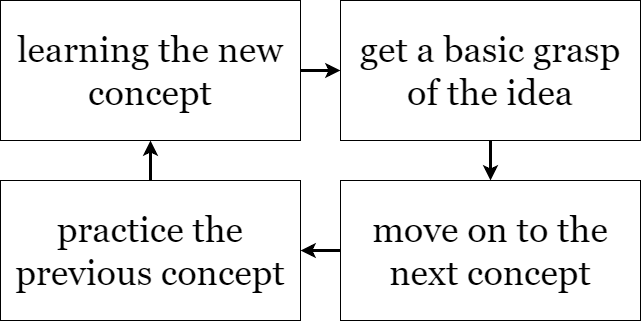 learning the new
concept
get a basic grasp
of the idea
practice the
previous concept
move on to the
next concept